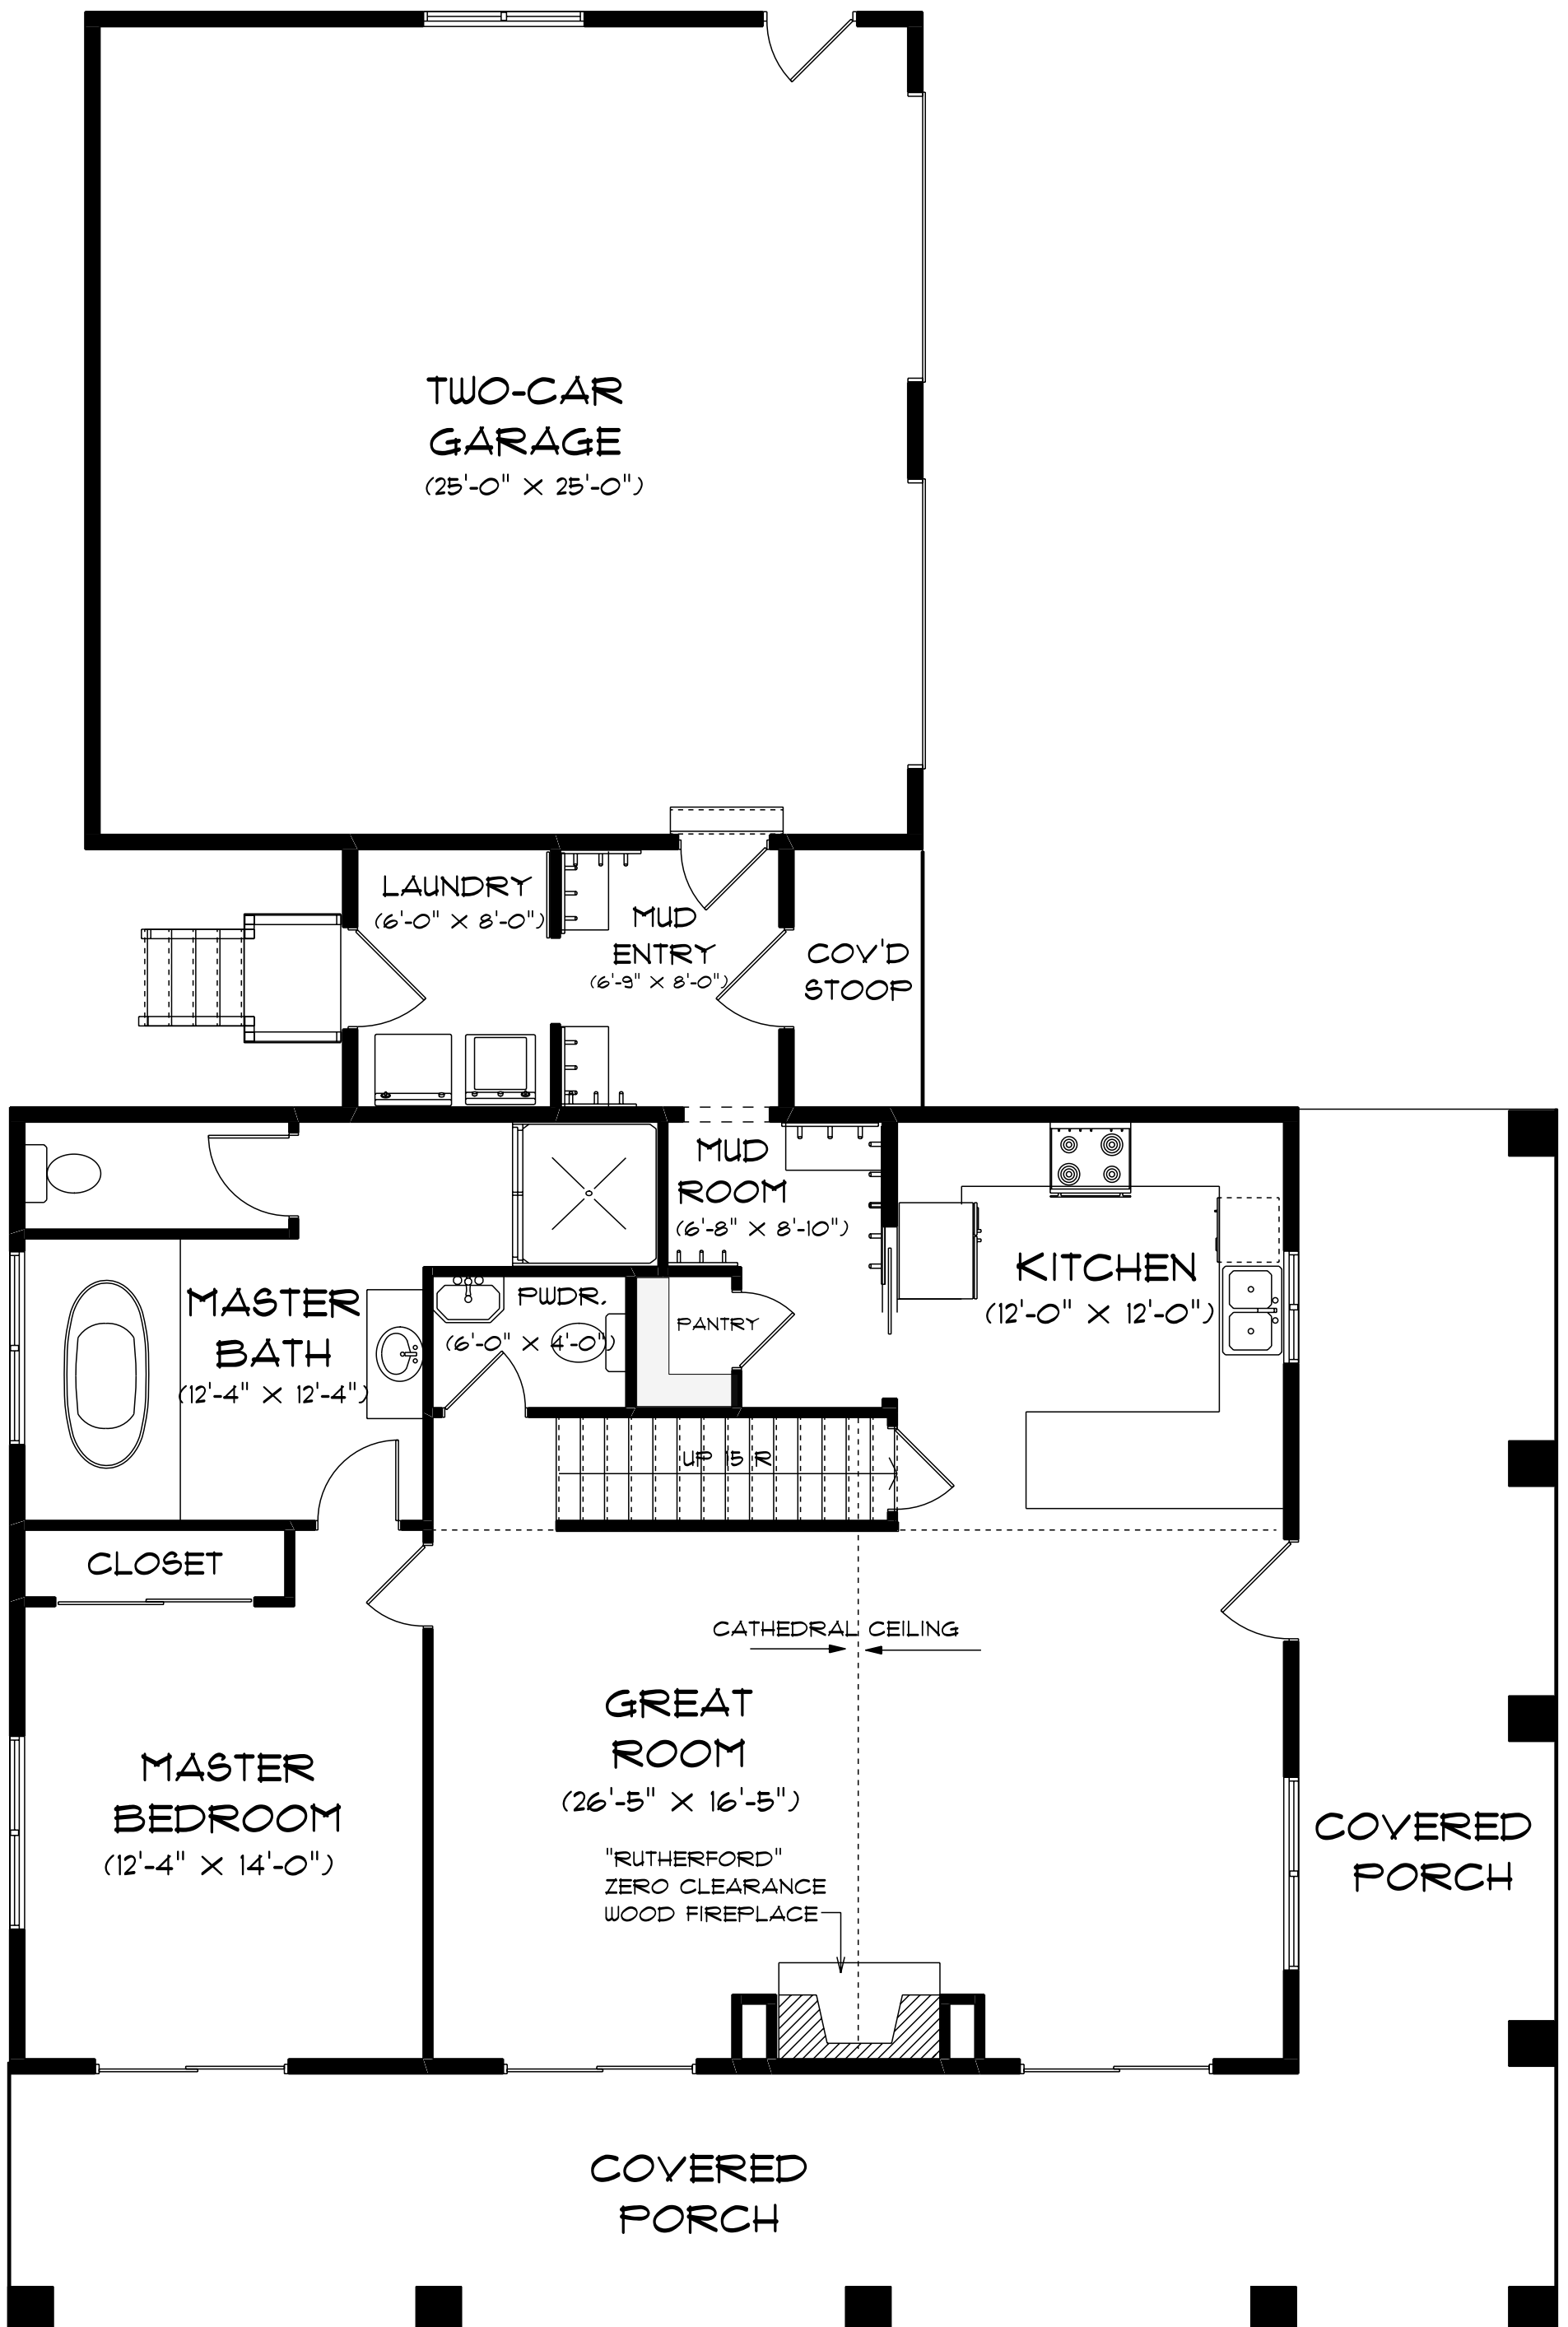 TWO-CAR
GARAGE
(25'-0" X 25'-0")
LAUNDRY
(6'-0" X 8'-0")
MUD
ENTRY
(6'-9" X 8'-0")
COV'D
STOOP
MUD
ROOM
(6'-8" X 8'-10")
KITCHEN
(12'-0" X 12'-0")
MASTER
BATH
(12'-4" X 12'-4")
PWDR.
(6'-0" X 4'-0")
PANTRY
UP 15 R
CLOSET
CATHEDRAL CEILING
GREAT
ROOM
(26'-5" X 16'-5")
"RUTHERFORD"
ZERO CLEARANCE
WOOD FIREPLACE
MASTER
BEDROOM
(12'-4" X 14'-0")
COVERED
PORCH
COVERED
PORCH